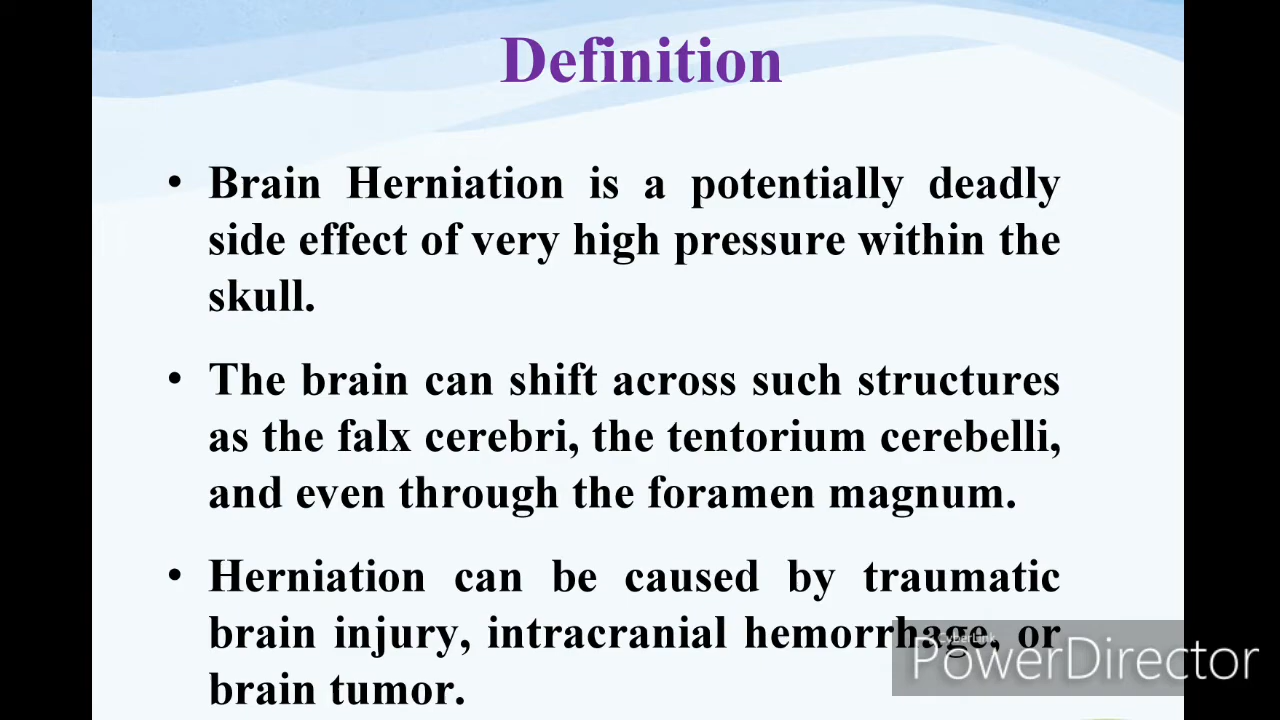 Definition
• Brain Herniation is a potentially deadly
side effect of very high pressure within the
skull.
• The brain can shift across such structures
as the falx cerebri, the tentorium cerebelli,
and even through the foramen magnum.
• Herniation can be caused by traumatic
brain injury, intracranial hemorrhage, or
brain tumor.
CyberLink
PowerDirector